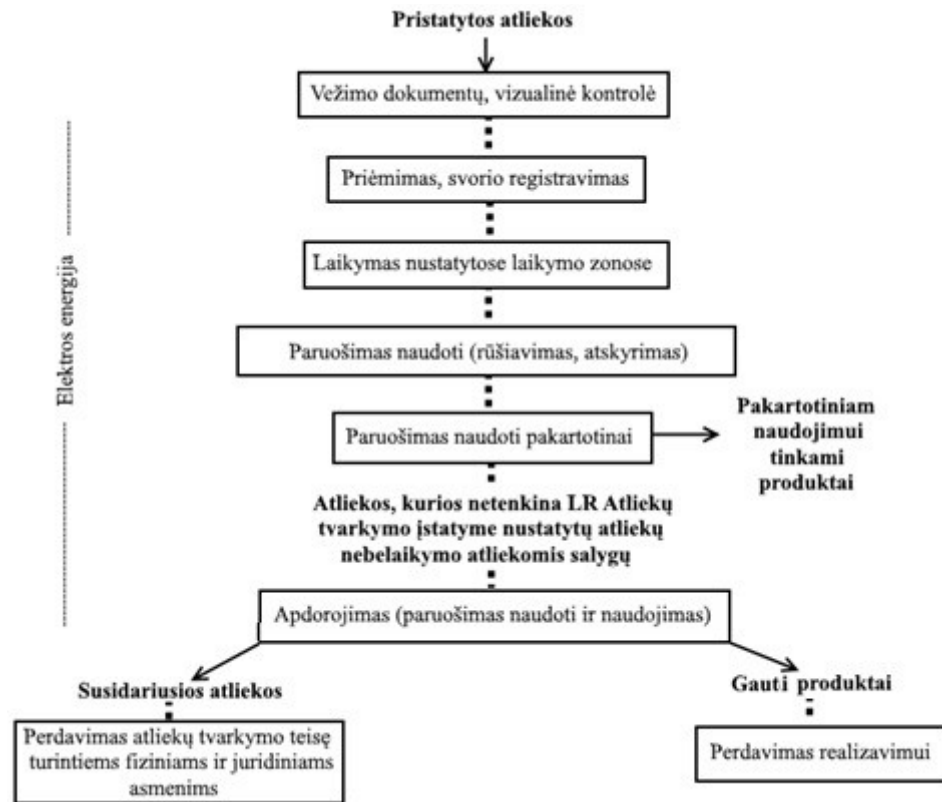 Pristatytos atliekos
Vežimo dokumentų, vizualinė kontrolė
Priėmimas, svorio registravimas
Laikymas nustatytose laikymo zonose
Elektros energija
Paruošimas naudoti (rūšiavimas, atskyrimas)
Paruošimas naudoti pakartotinai
Pakartotiniam
naudojimui
tinkami
produktai
Atliekos, kurios netenkina LR Atliekų
tvarkymo įstatyme nustatytų atliekų
nebelaikymo atliekomis salygų
Apdorojimas (paruošimas naudoti ir naudojimas)
Susidariusios atliekos
Gauti produktai
Perdavimas atliekų tvarkymo teisę
turintiems fiziniams ir juridiniams
asmenims
Perdavimas realizavimui